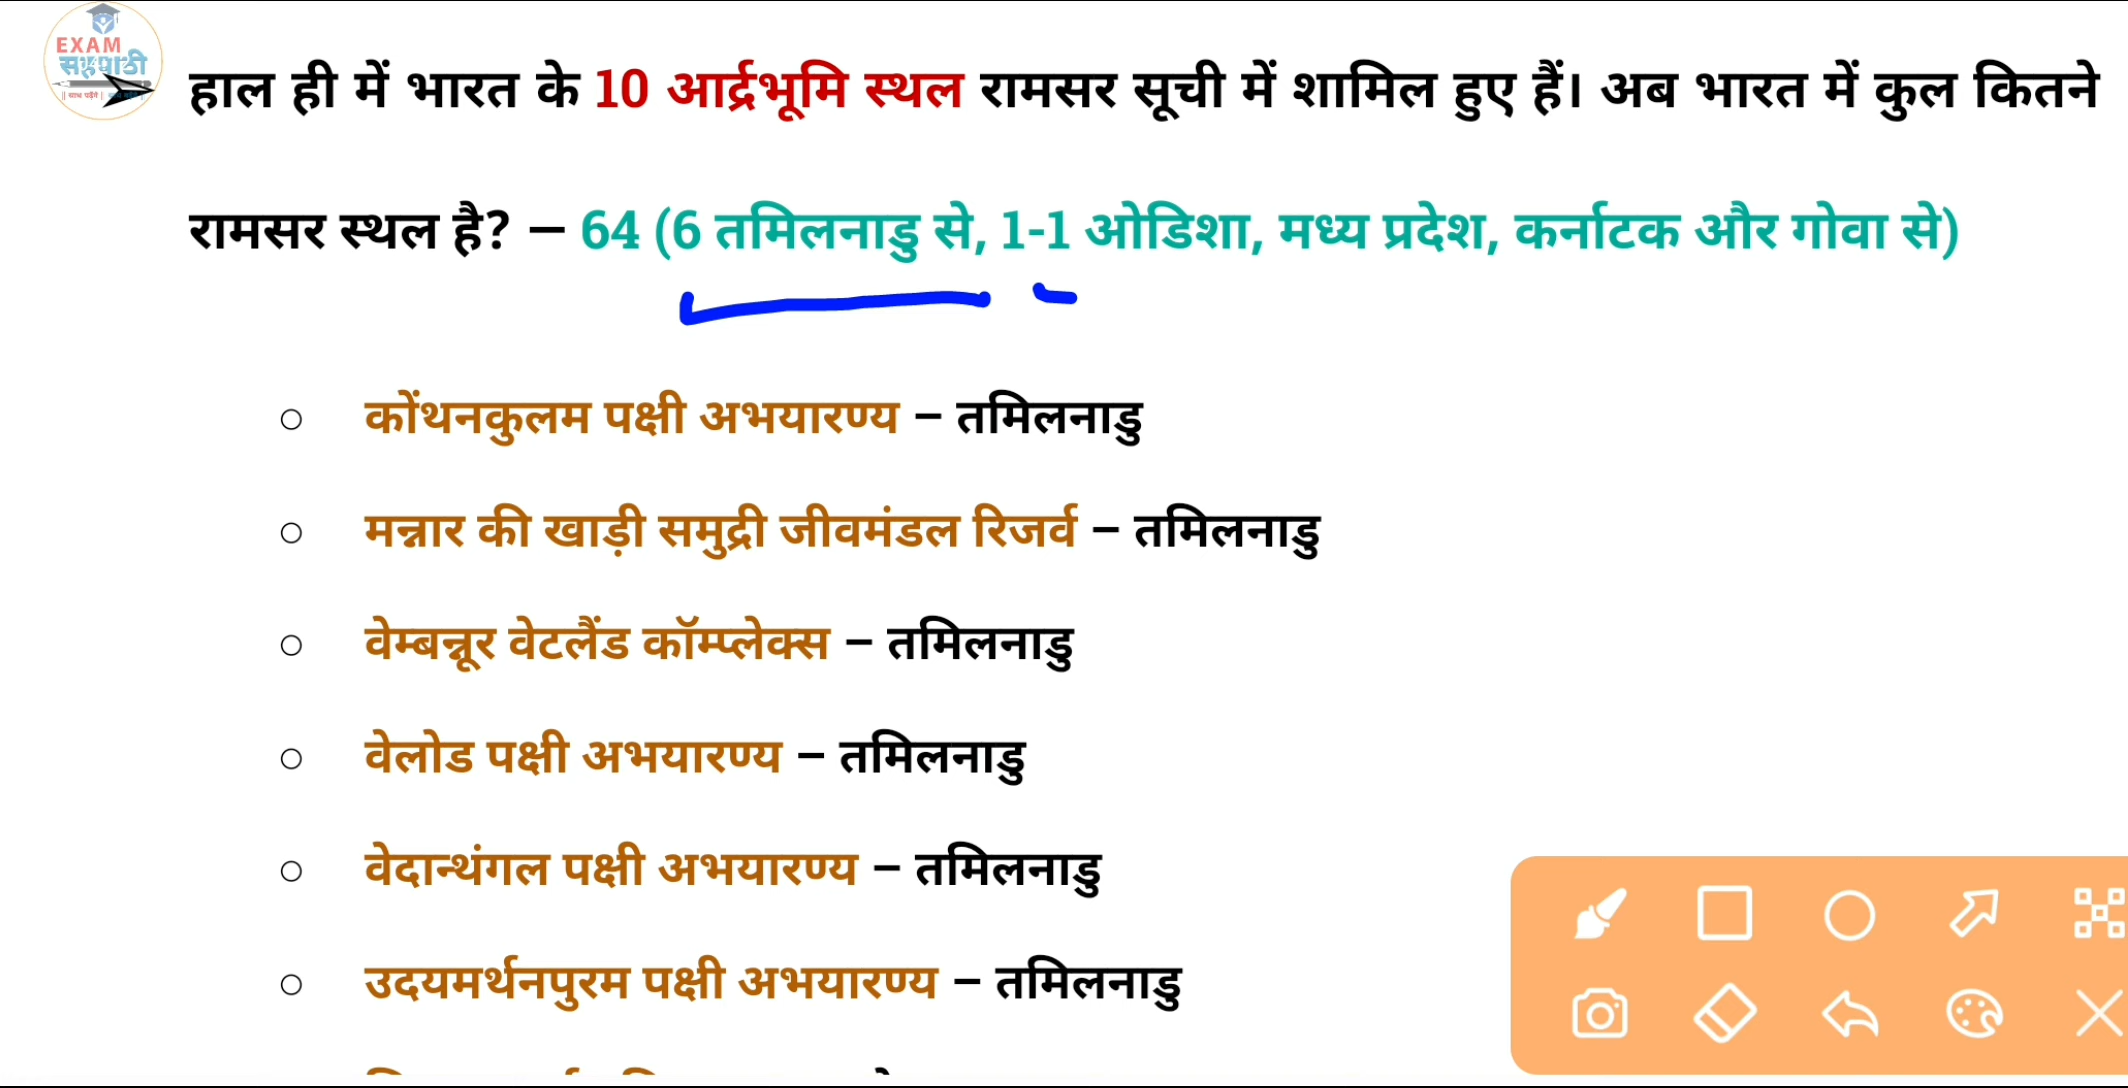 EXAM
सहपाठी
हाल ही में भारत के 10 आर्द्रभूमि स्थल रामसर सूची में शामिल हुए हैं। अब भारत में कुल कितने
रामसर स्थल है? – 64 (6 तमिलनाडु से, 1-1 ओडिशा, मध्य प्रदेश, कर्नाटक और गोवा से)
कोंथनकुलम पक्षी अभयारण्य – तमिलनाडु
मन्नार की खाड़ी समुद्री जीवमंडल रिजर्व – तमिलनाडु
वेम्बन्नूर वेटलैंड कॉम्प्लेक्स – तमिलनाडु
वेलोड पक्षी अभयारण्य – तमिलनाडु
वेदान्थंगल पक्षी अभयारण्य – तमिलनाडु
उदयमर्थनपुरम पक्षी अभयारण्य – तमिलनाडु